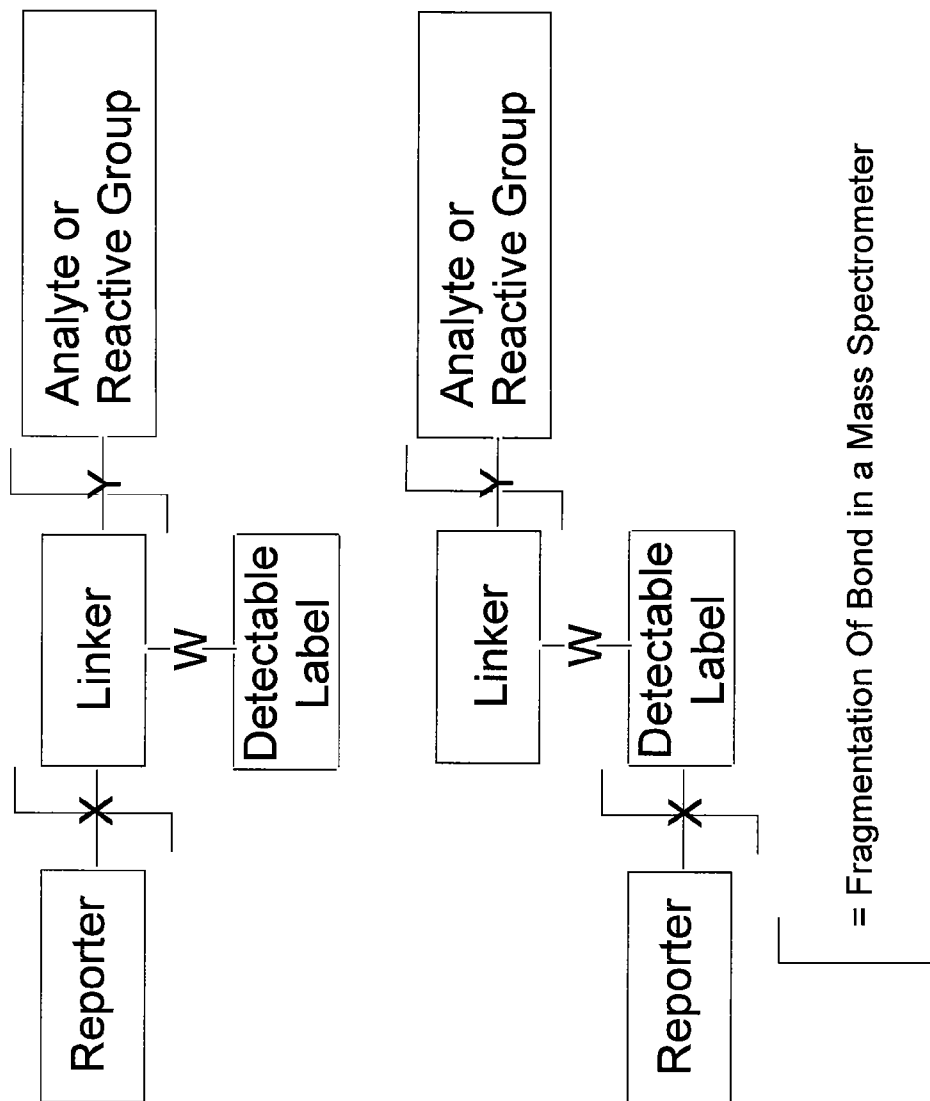 Reporter
X
Linker
Y
Analyte or
Reactive Group
W
Detectable
Label
Linker
Y
Analyte or
Reactive Group
W
Reporter
X
Detectable
Label
= Fragmentation Of Bond in a Mass Spectrometer